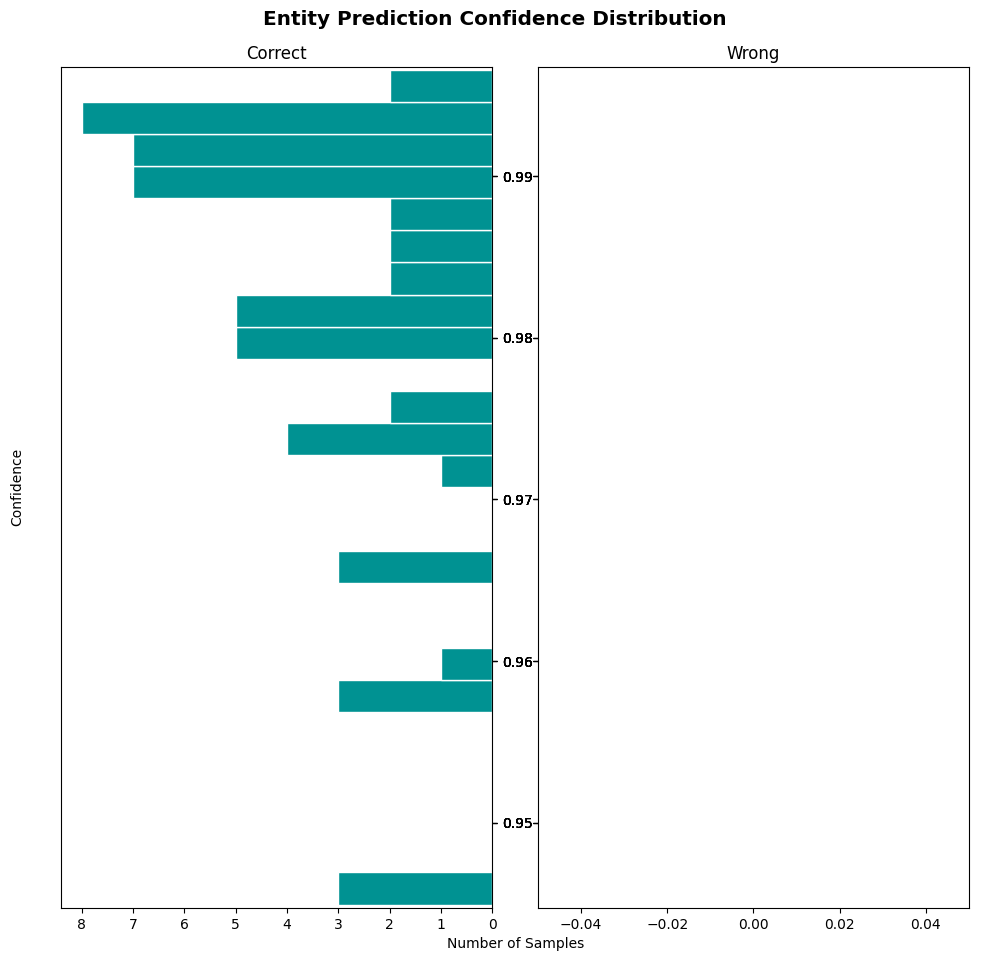 Entity Prediction Confidence Distribution
Correct
Wrong
0.99
0.98
0.97
0.96
0.95
Confidence
8 7 6 5 4 3 2 1 0
−0.04 −0.02 0.00 0.02 0.04
Number of Samples